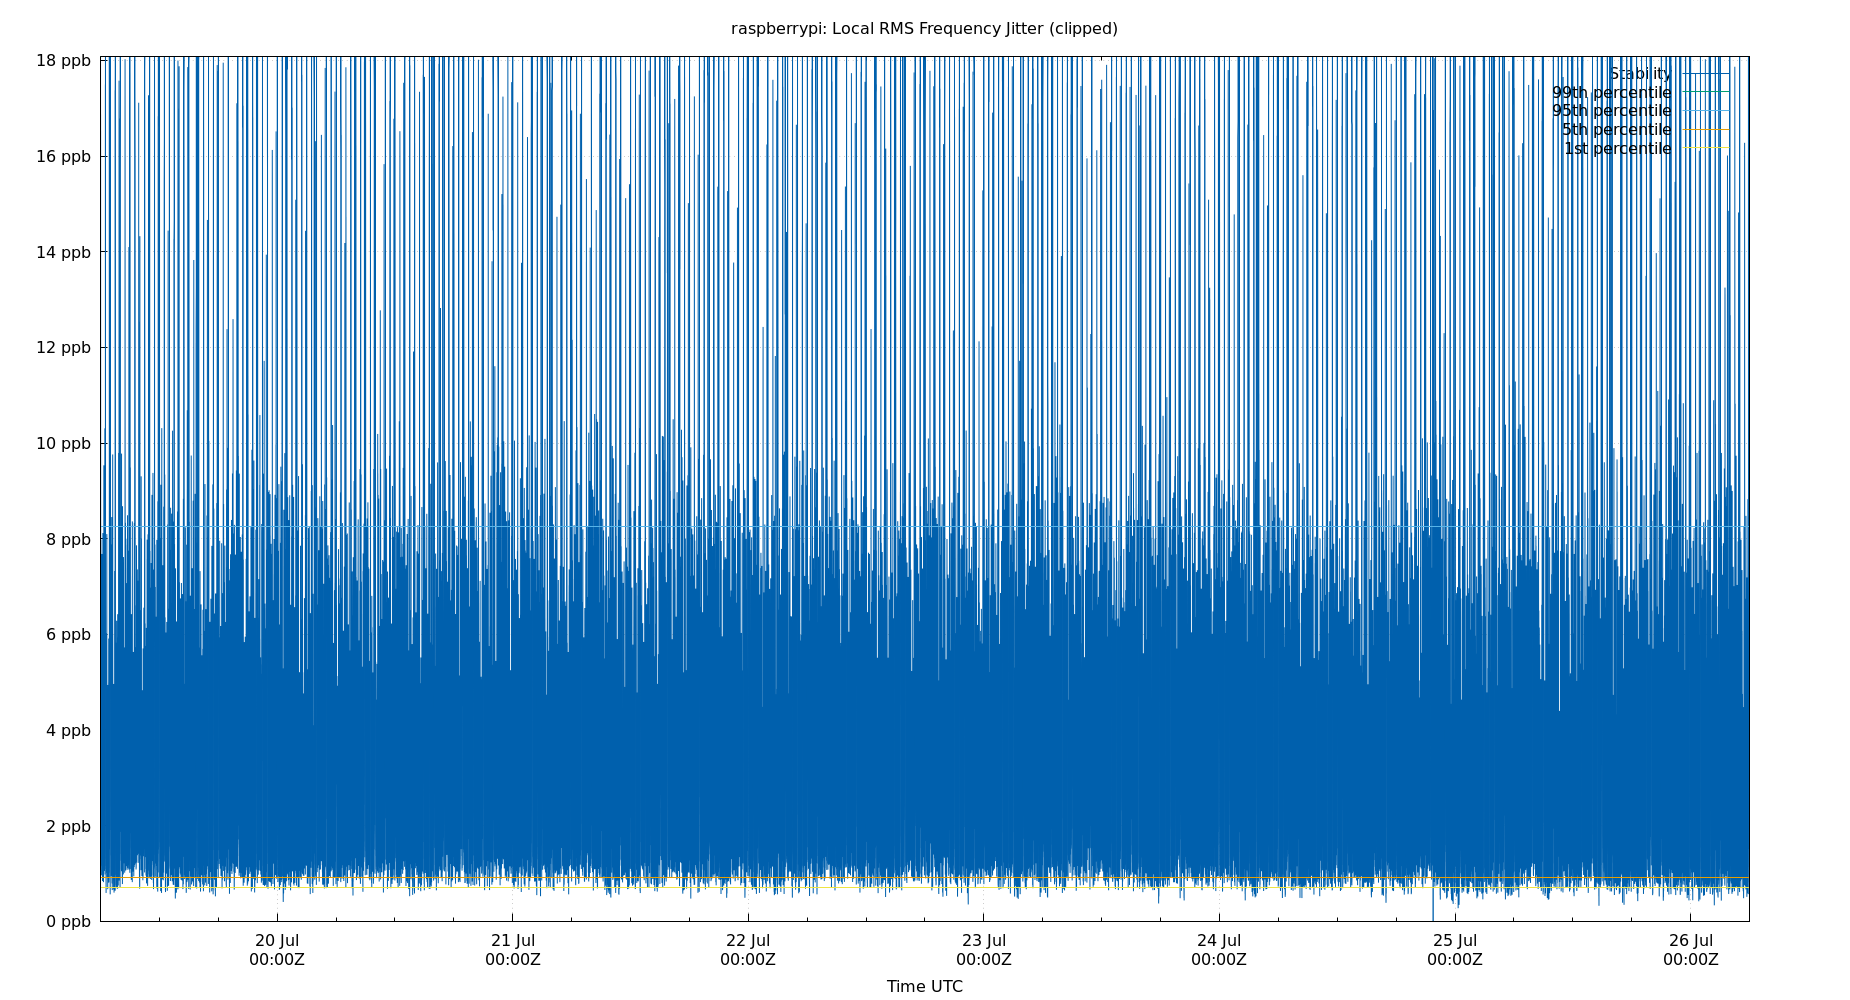 raspberrypi: Local RMS Frequency Jitter (clipped)
18 ppb
16 ppb
14 ppb
12 ppb
10 ppb
8 ppb
6 ppb
4 ppb
2 ppb
0 ppb
Stability
99th percentile
95th percentile
5th percentile
1st percentile
20 Jul 21 Jul 22 Jul 23 Jul 24 Jul 25 Jul 26 Jul
00:00Z 00:00Z 00:00Z 00:00Z 00:00Z 00:00Z 00:00Z
Time UTC